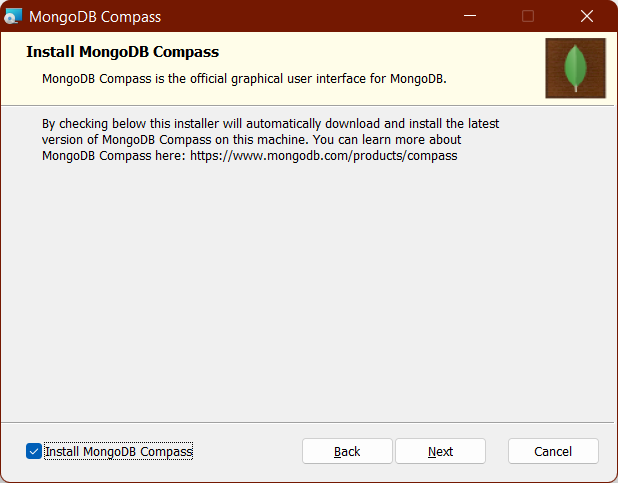 MongoDB Compass
Install MongoDB Compass
MongoDB Compass is the official graphical user interface for MongoDB.
By checking below this installer will automatically download and install the latest
version of MongoDB Compass on this machine. You can learn more about
MongoDB Compass here: https://www.mongodb.com/products/compass
Install MongoDB Compass
Back
Next
Cancel